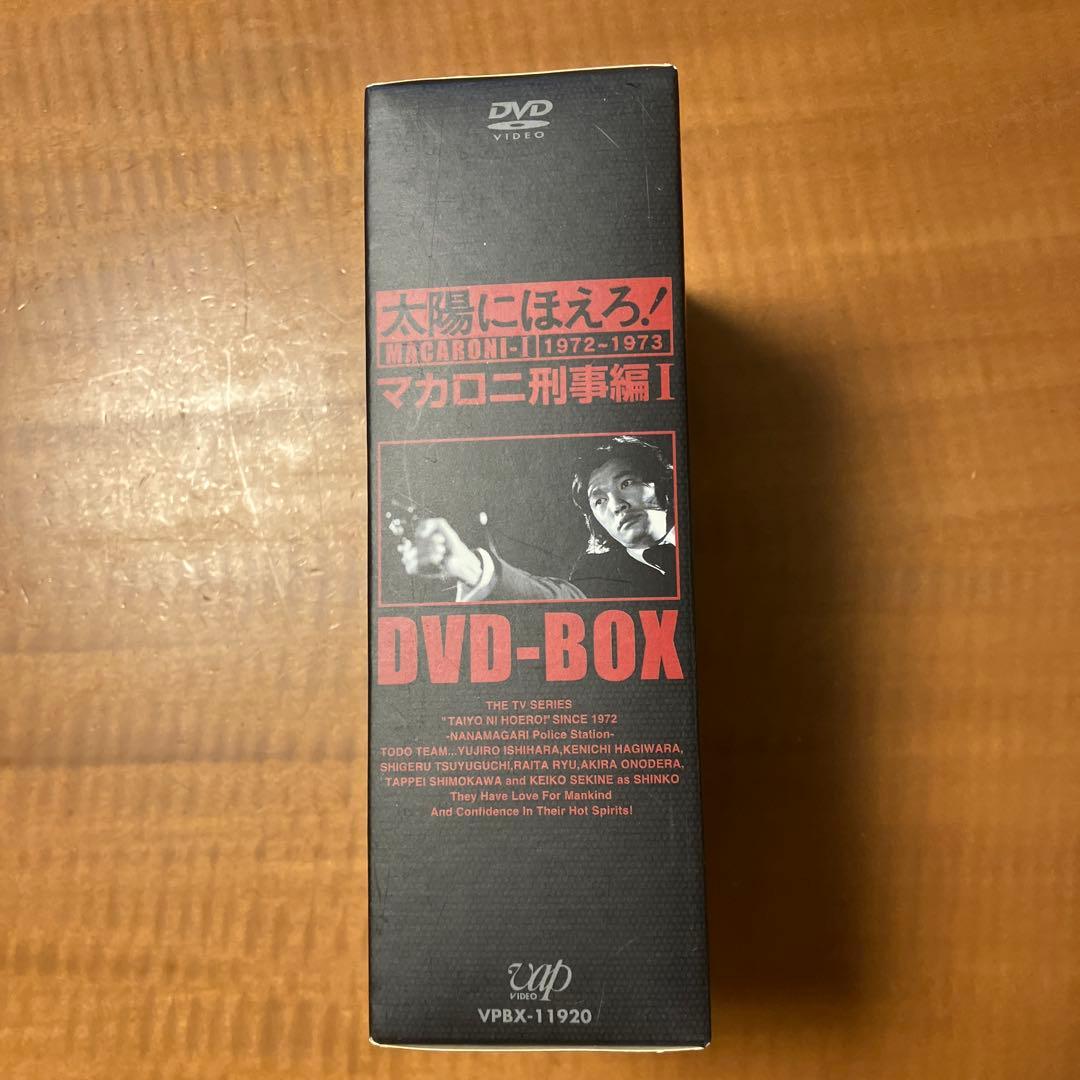 DVD
VIDEO
太陽にほえろ!
MACARONI-I 1972~1973
マカロニ刑事編I
DVD-BOX
THE TV SERIES
"TAIYO NI HOERO!" SINCE 1972
-NANAMAGARI Police Station-
TODO TEAM...YUJIRO ISHIHARA,KENICHI HAGIWARA,
SHIGERU TSUYUGUCHI,RAITA RYU,AKIRA ONODERA,
TAPPEI SHIMOKAWA and KEIKO SEKINE as SHINKO
They Have Love For Mankind
And Confidence In Their Hot Spirits!
vap
VIDEO
VPBX-11920